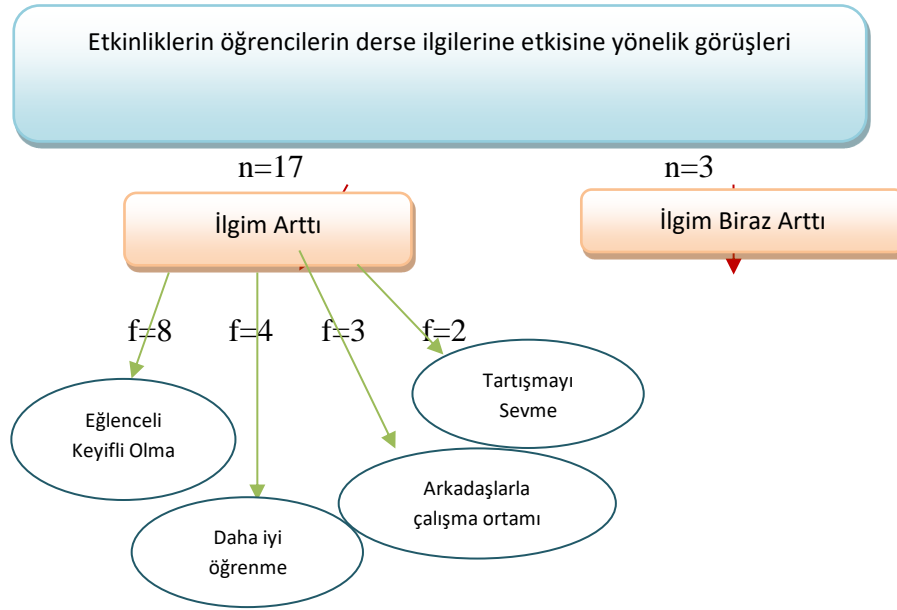 Etkinliklerin öğrencilerin derse ilgilerine etkisine yönelik görüşleri
n=17
n=3
İlgim Arttı
İlgim Biraz Arttı
f=8
f=4
f=3
f=2
Tartışmayı
Sevme
Eğlenceli
Keyifli Olma
Arkadaşlarla
çalışma ortamı
Daha iyi
öğrenme